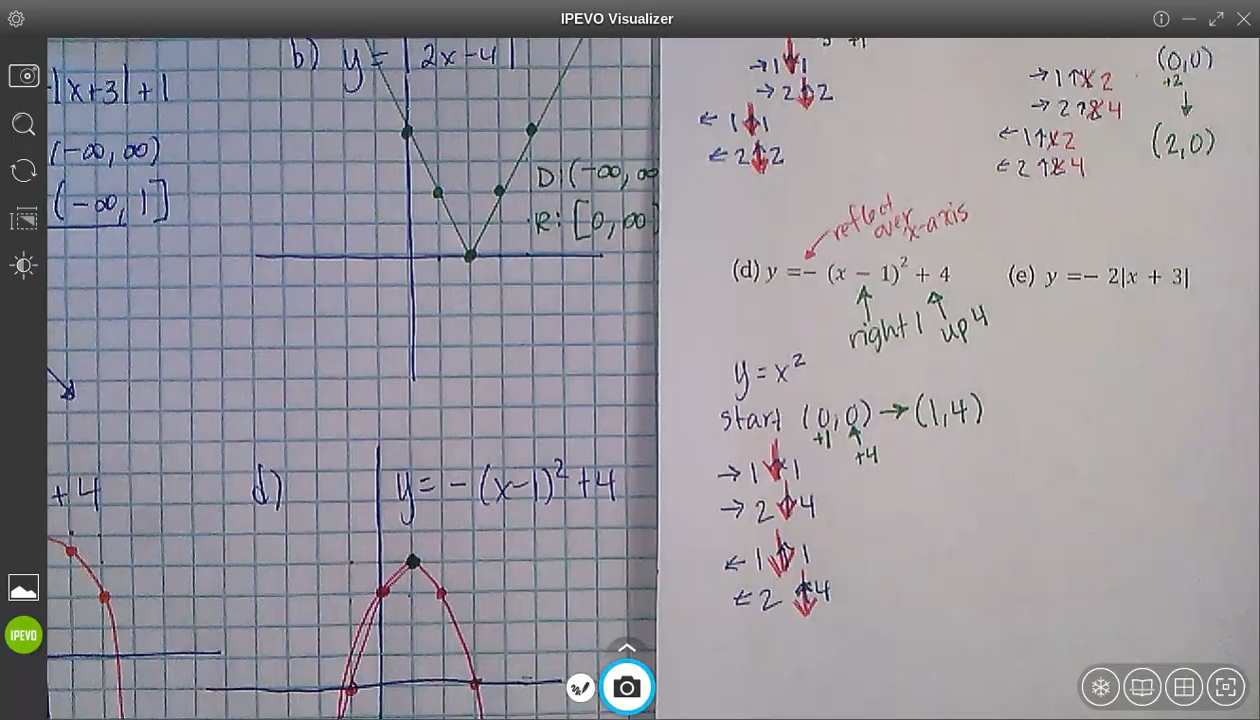 IPEVO Visualizer
|x+3| + 1
(-∞, ∞)
(-∞, 1]
b) y = |2x-4|
D: (-∞, ∞
R: [0, ∞)
+4
d) y = -(x-1)² + 4
→ 1 ↓ 1
→ 2 ↓ 2
← 1 ↓ 1
← 2 ↓ 2
→ 1 ↑ x 2
→ 2 ↑ 4
← 1 ↑ x 2
← 2 ↑ 4
(0,0)
+2
↓
(2,0)
reflect over x-axis
(d) y =− (x − 1)² + 4
(e) y =− 2|x + 3|
right 1
up 4
y = x²
start (0,0) → (1,4)
+1
+4
→ 1 ↓ 1
→ 2 ↓ 4
← 1 ↓ 1
← 2 ↓ 4
IPEVO